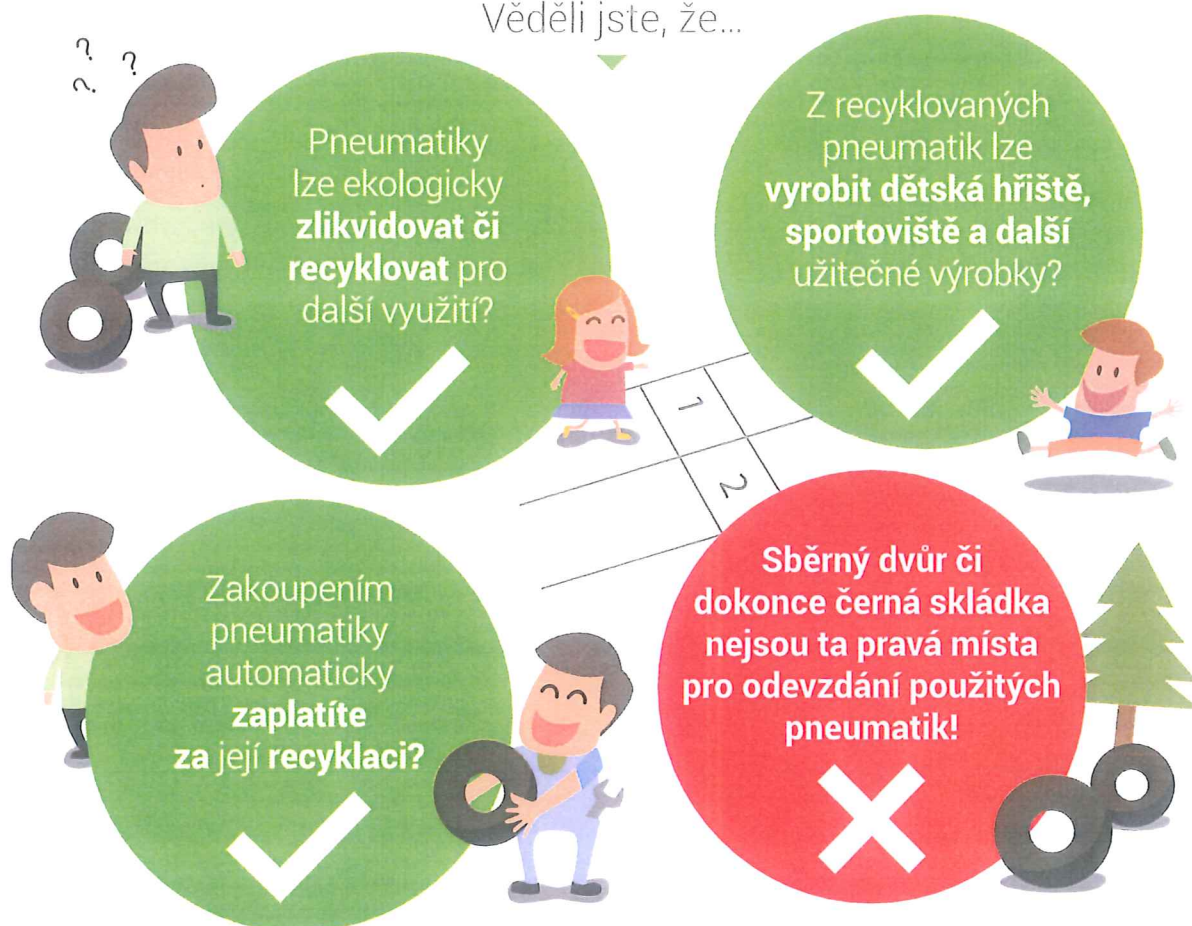 Věděli jste, že...
Pneumatiky
lze ekologicky
zlikvidovat či
recyklovat pro
další využití?
Z recyklovaných
pneumatik lze
vyrobit dětská hřiště,
sportoviště a další
užitečné výrobky?
1
2
Zakoupením
pneumatiky
automaticky
zaplatíte
za její recyklaci?
Sběrný dvůr či
dokonce černá skládka
nejsou ta pravá místa
pro odevzdání použitých
pneumatik!
? ? ?